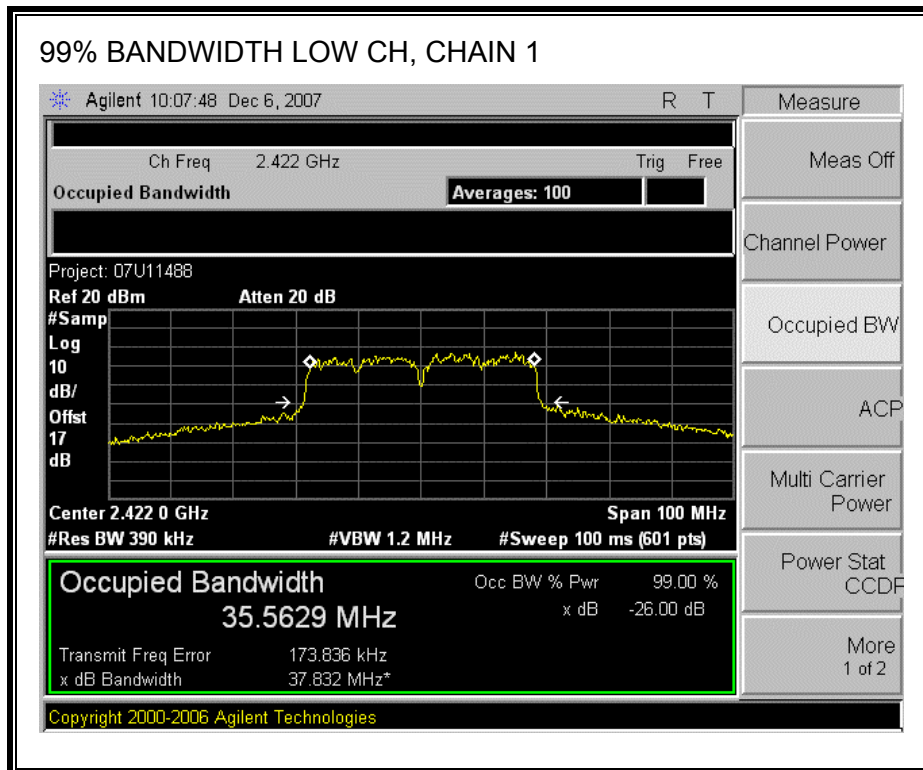 99% BANDWIDTH LOW CH, CHAIN 1
Agilent 10:07:48 Dec 6, 2007 R T
Measure
Ch Freq 2.422 GHz Trig Free
Meas Off
Occupied Bandwidth Averages: 100
Channel Power
Project: 07U11488
Ref 20 dBm Atten 20 dB
#Samp
Log
10
dB/
Offst
17
dB
Occupied BW
ACP
Multi Carrier
Power
Center 2.422 0 GHz Span 100 MHz
#Res BW 390 kHz #VBW 1.2 MHz #Sweep 100 ms (601 pts)
Power Stat
CCDF
Occupied Bandwidth
35.5629 MHz
Occ BW % Pwr 99.00 %
x dB -26.00 dB
Transmit Freq Error 173.836 kHz
x dB Bandwidth 37.832 MHz*
More
1 of 2
Copyright 2000-2006 Agilent Technologies